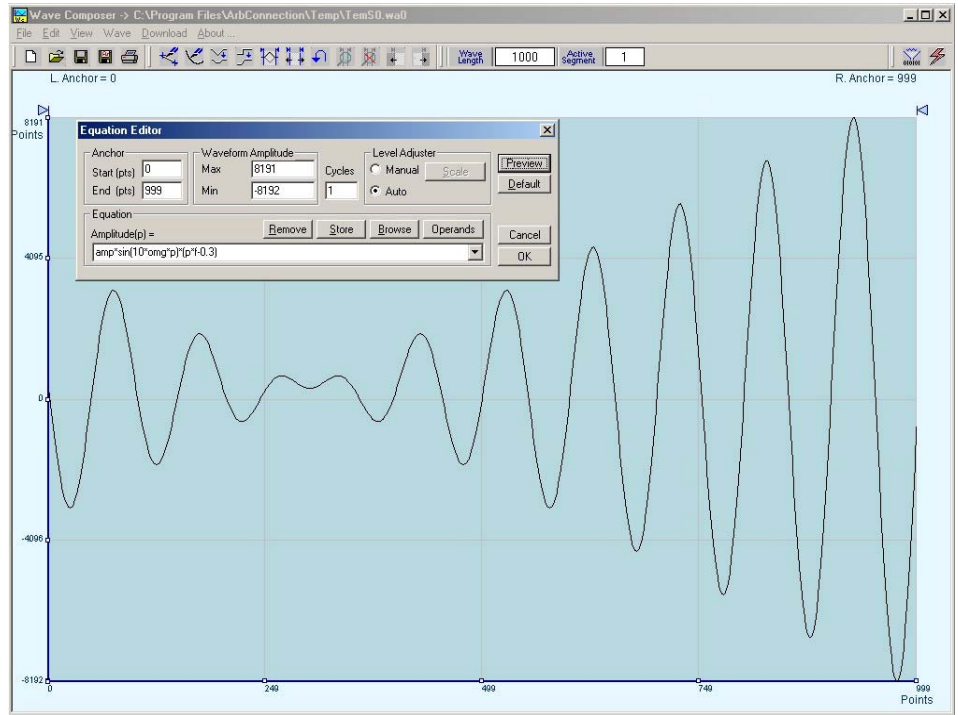 Wave Composer -> C:\Program Files\ArbConnection\Temp\TemS0.wa0
File Edit View Wave Download About ...
Wave Length 1000 Active Segment 1
L. Anchor = 0 R. Anchor = 999
8191
Points
Equation Editor
Anchor
Start (pts) 0
End (pts) 999
Waveform Amplitude
Max 8191
Min -8192
Cycles
1
Level Adjuster
Manual Scale
Auto
Preview
Default
Equation
Amplitude(p) =
Remove Store Browse Operands
Cancel
amp*sin(10*omg*p)*(p*f-0.3)
OK
4095
0
-4096
-8192
0 249 499 749 999
Points